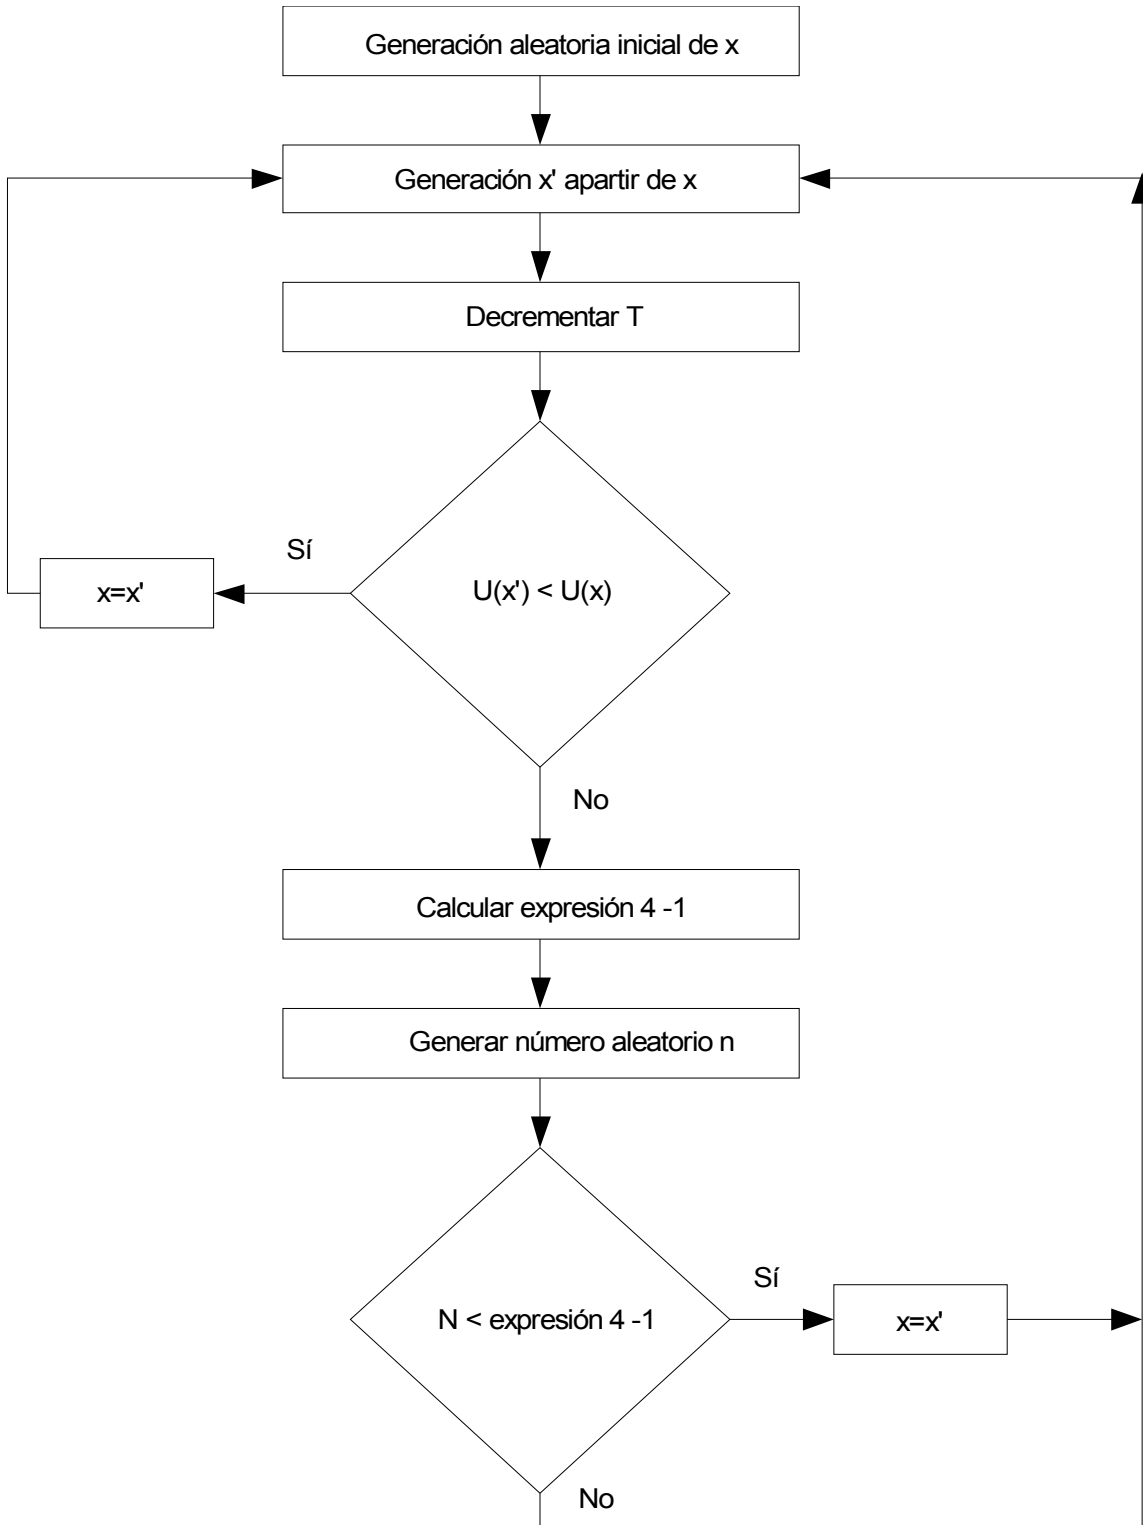 Generación aleatoria inicial de x
Generación x' apartir de x
Decrementar T
Sí
U(x') < U(x)
x=x'
No
Calcular expresión 4 -1
Generar número aleatorio n
Sí
N < expresión 4 -1
x=x'
No